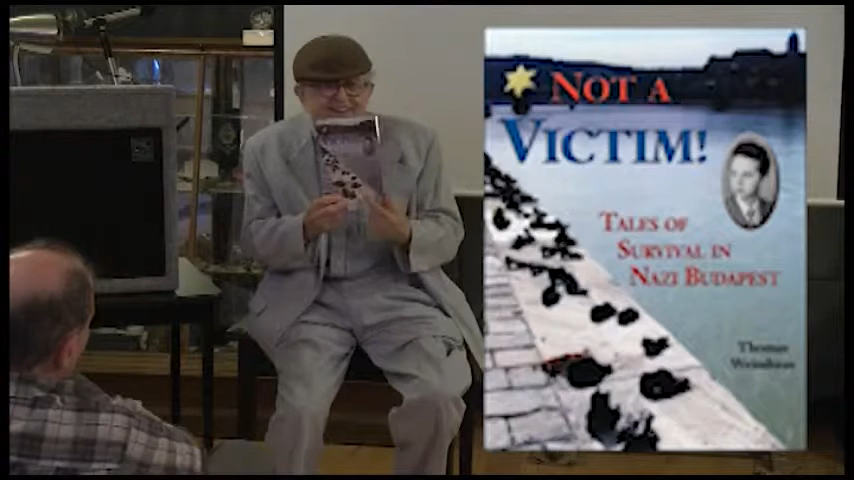 NOT A
VICTIM!
TALES OF
SURVIVAL IN
NAZI BUDAPEST
Thomas